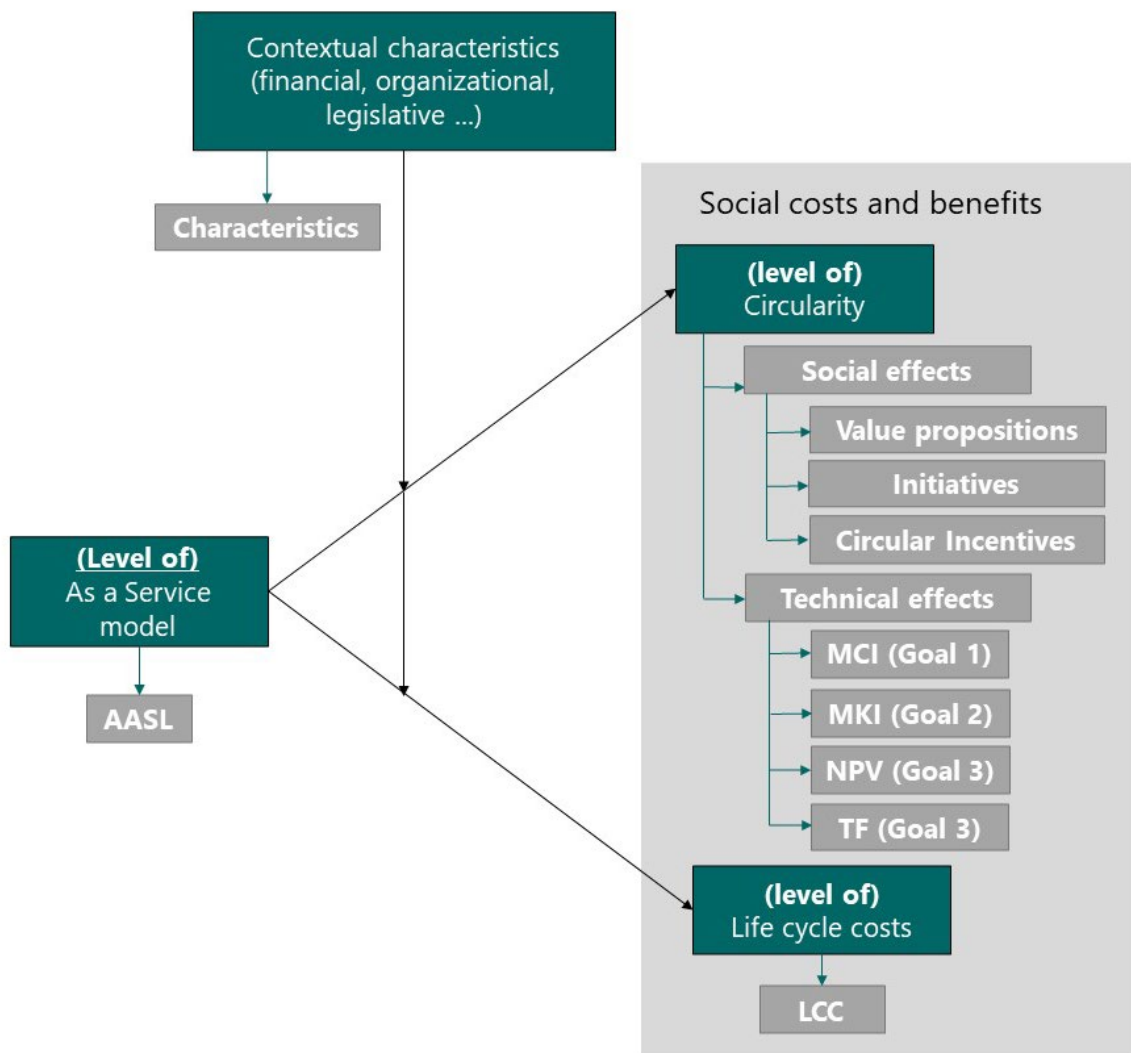 Contextual characteristics
(financial, organizational,
legislative ...)
Characteristics
Social costs and benefits
(level of)
Circularity
Social effects
Value propositions
Initiatives
Circular Incentives
(Level of)
As a Service
model
AASL
Technical effects
MCI (Goal 1)
MKI (Goal 2)
NPV (Goal 3)
TF (Goal 3)
(level of)
Life cycle costs
LCC